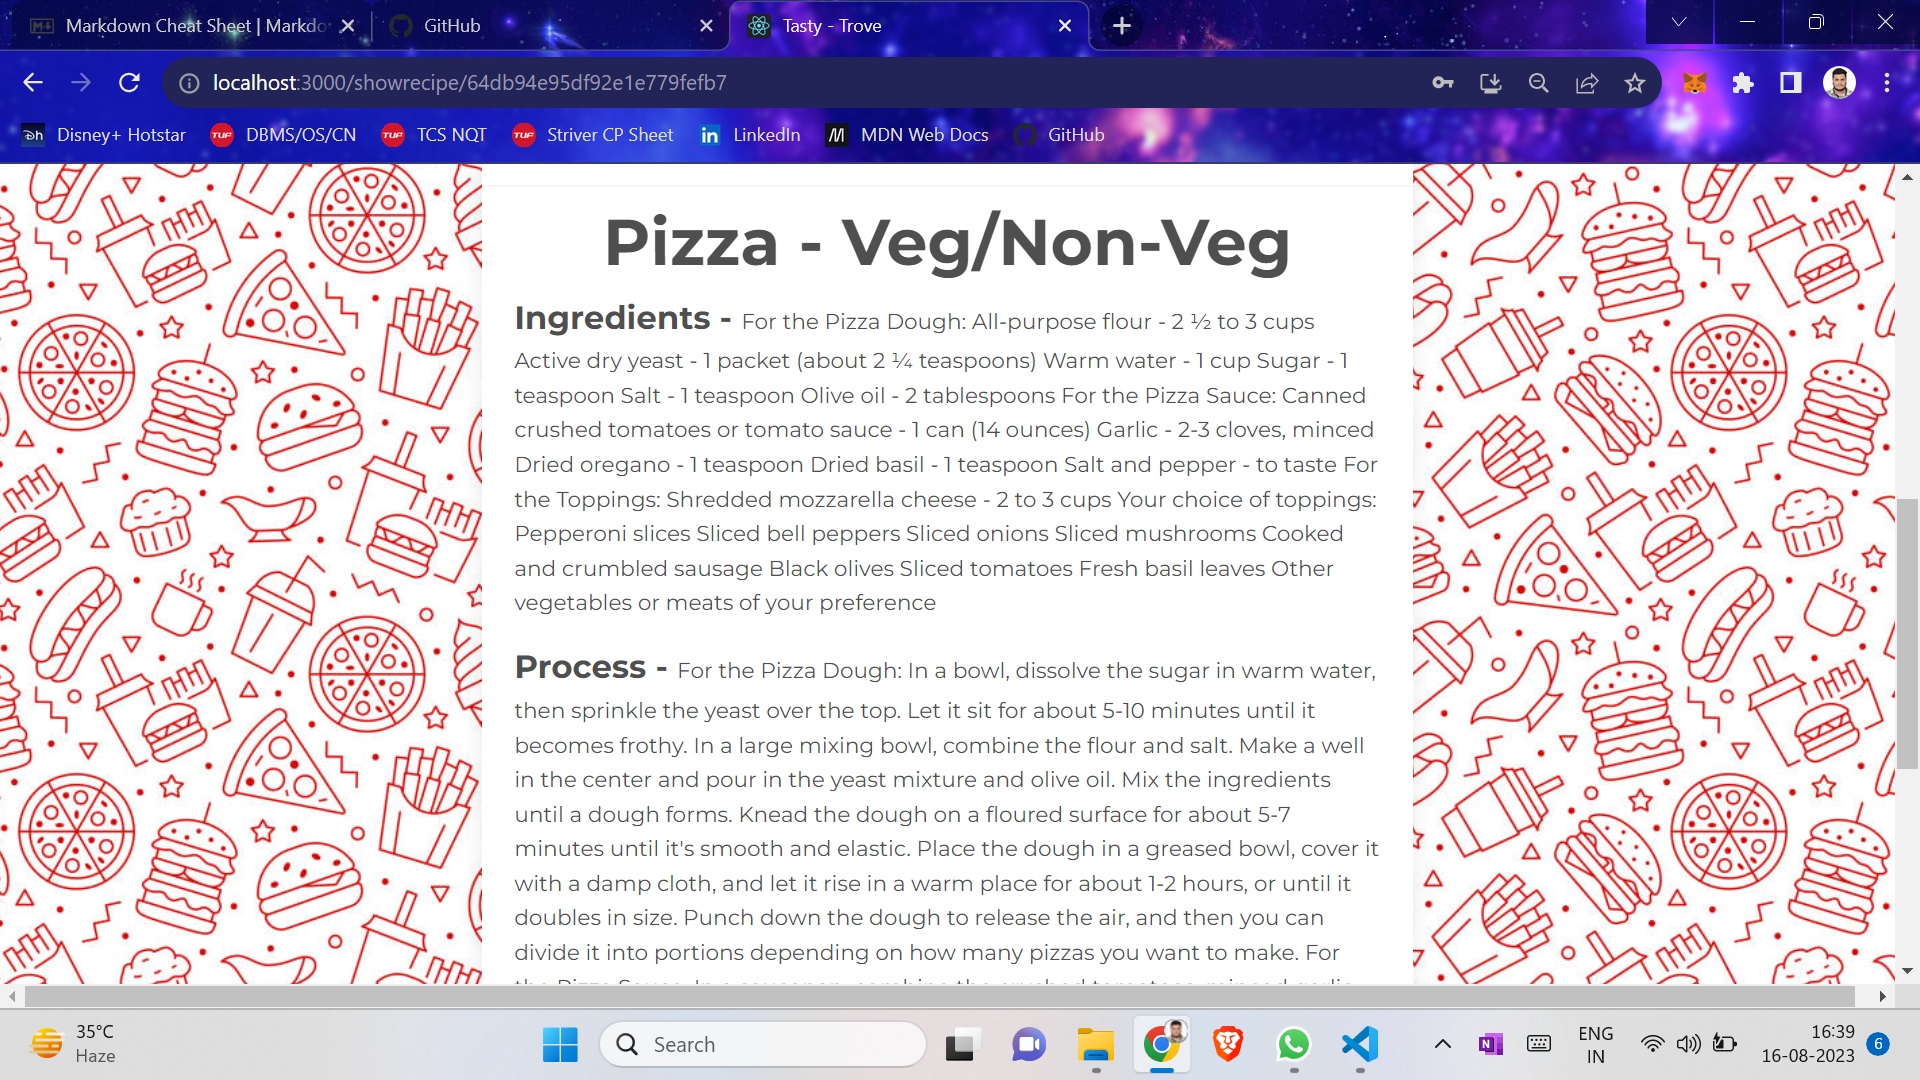 Markdown Cheat Sheet | Markdo
GitHub
Tasty - Trove
localhost:3000/showrecipe/64db94e95df92e1e779fefb7
Disney+ Hotstar
TUF DBMS/OS/CN
TUF TCS NQT
TUF Striver CP Sheet
in LinkedIn
MDN Web Docs
GitHub
Pizza - Veg/Non-Veg
Ingredients - For the Pizza Dough: All-purpose flour - 2 ½ to 3 cups
Active dry yeast - 1 packet (about 2 ¼ teaspoons) Warm water - 1 cup Sugar - 1
teaspoon Salt - 1 teaspoon Olive oil - 2 tablespoons For the Pizza Sauce: Canned
crushed tomatoes or tomato sauce - 1 can (14 ounces) Garlic - 2-3 cloves, minced
Dried oregano - 1 teaspoon Dried basil - 1 teaspoon Salt and pepper - to taste For
the Toppings: Shredded mozzarella cheese - 2 to 3 cups Your choice of toppings:
Pepperoni slices Sliced bell peppers Sliced onions Sliced mushrooms Cooked
and crumbled sausage Black olives Sliced tomatoes Fresh basil leaves Other
vegetables or meats of your preference
Process - For the Pizza Dough: In a bowl, dissolve the sugar in warm water,
then sprinkle the yeast over the top. Let it sit for about 5-10 minutes until it
becomes frothy. In a large mixing bowl, combine the flour and salt. Make a well
in the center and pour in the yeast mixture and olive oil. Mix the ingredients
until a dough forms. Knead the dough on a floured surface for about 5-7
minutes until it's smooth and elastic. Place the dough in a greased bowl, cover it
with a damp cloth, and let it rise in a warm place for about 1-2 hours, or until it
doubles in size. Punch down the dough to release the air, and then you can
divide it into portions depending on how many pizzas you want to make. For
35°C
Haze
Search
ENG
IN
16:39
16-08-2023
6